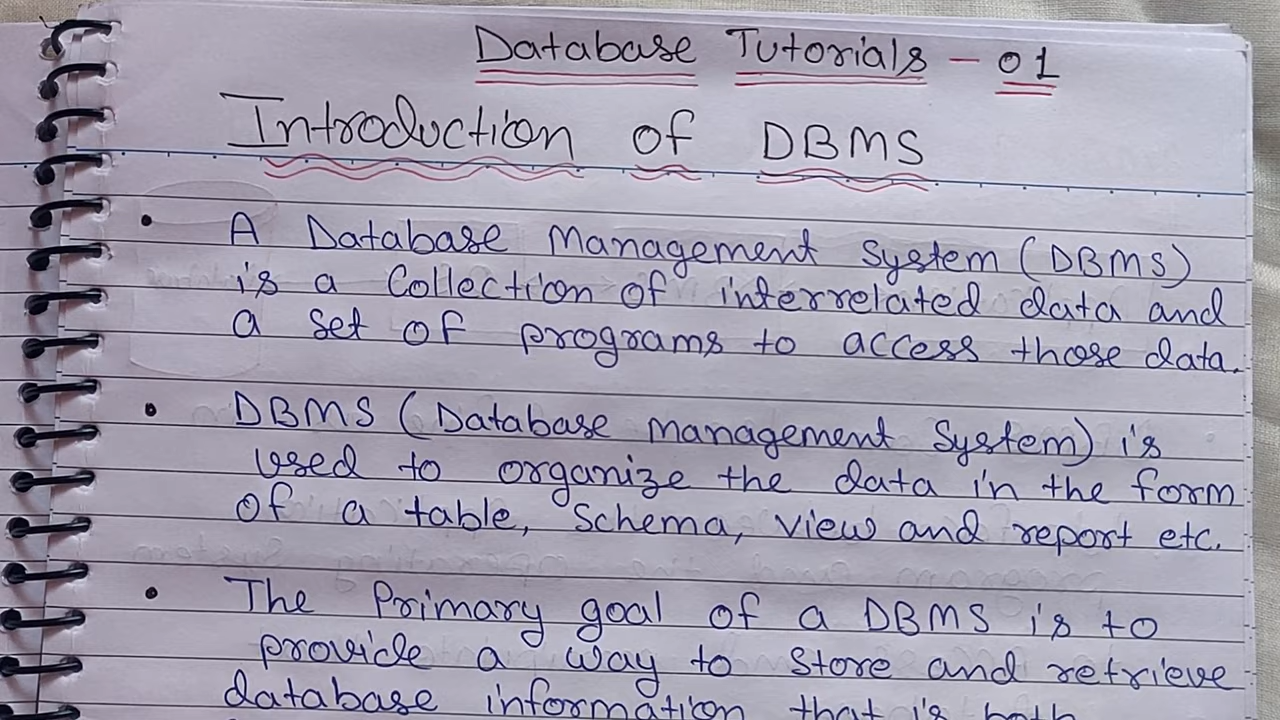 Database Tutorials - 01
Introduction of DBMS
• A Database Management System (DBMS)
is a Collection of interrelated data and
a set of programs to access those data.
• DBMS (Database Management System) is
used to organize the data in the form
of a table, Schema, view and report etc.
• The Primary goal of a DBMS is to
provide a way to store and retrieve
database information that is both